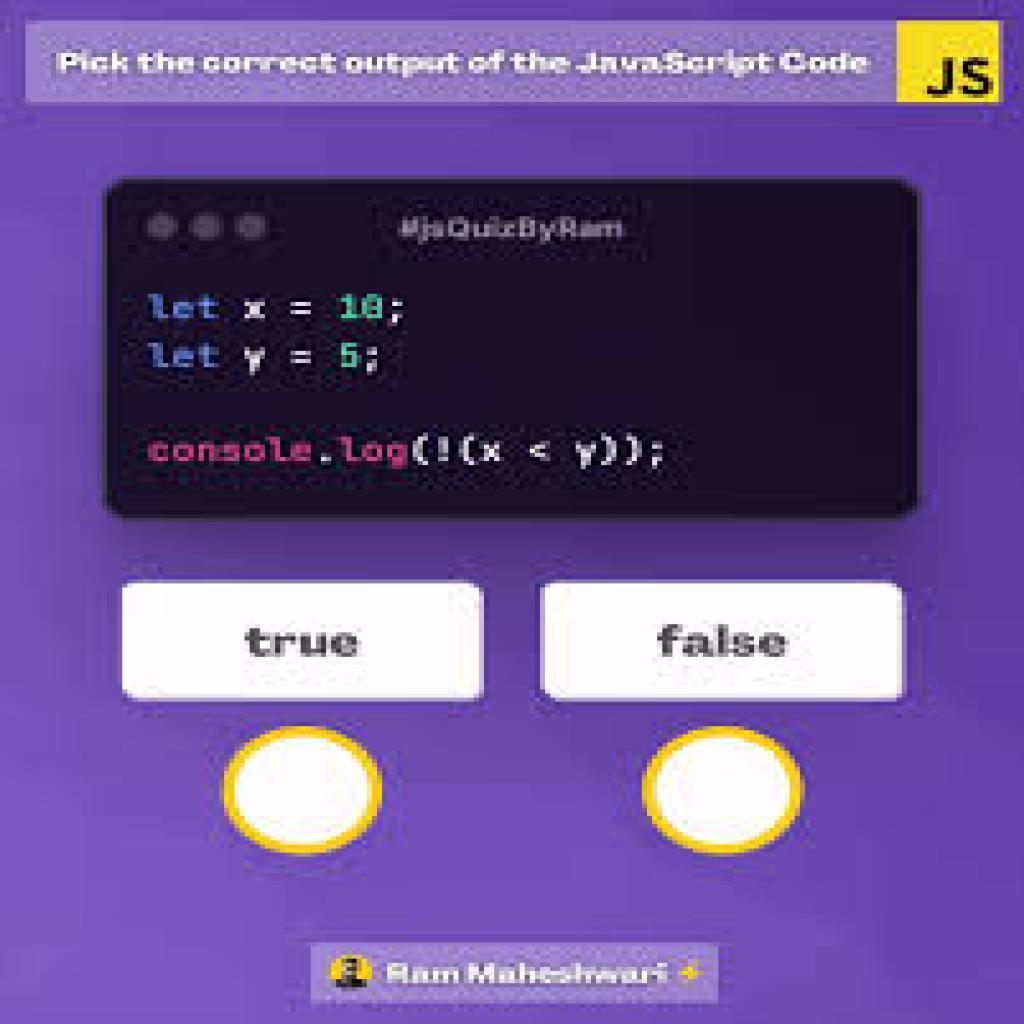 Pick the correct output of the JavaScript Code
JS
#jsQuizByRam
let x = 10;
let y = 5;
console.log(!(x < y));
true
false
Ram Maheshwari